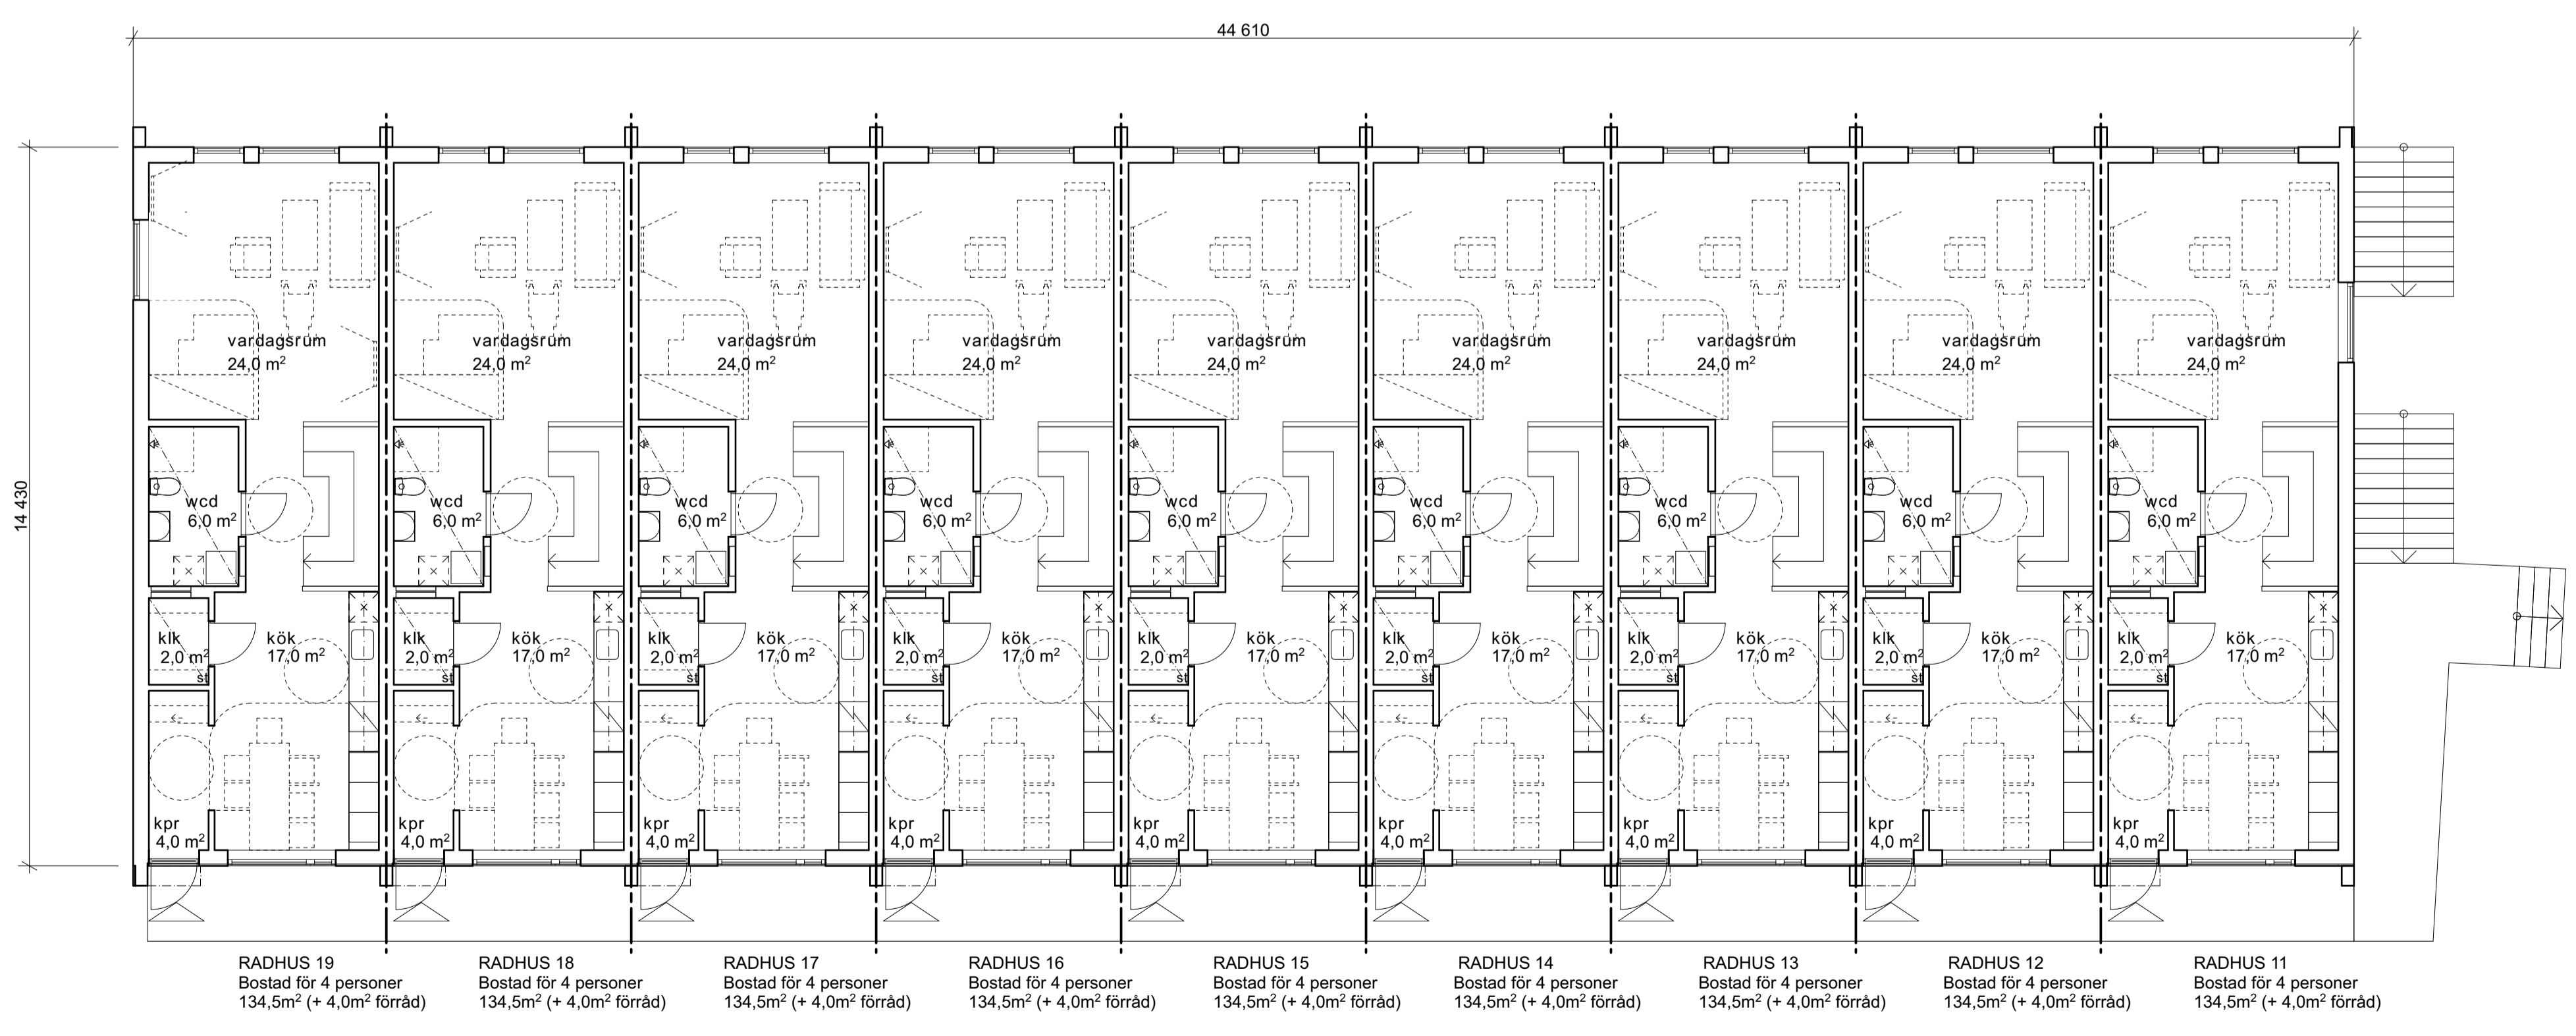 44 610
14 430
vardagsrum
24,0 m²
vardagsrum
24,0 m²
vardagsrum
24,0 m²
vardagsrum
24,0 m²
vardagsrum
24,0 m²
vardagsrum
24,0 m²
vardagsrum
24,0 m²
vardagsrum
24,0 m²
vardagsrum
24,0 m²
wcd
6,0 m²
wcd
6,0 m²
wcd
6,0 m²
wcd
6,0 m²
wcd
6,0 m²
wcd
6,0 m²
wcd
6,0 m²
wcd
6,0 m²
wcd
6,0 m²
klk
2,0 m²
st
kök
17,0 m²
klk
2,0 m²
st
kök
17,0 m²
klk
2,0 m²
st
kök
17,0 m²
klk
2,0 m²
st
kök
17,0 m²
klk
2,0 m²
st
kök
17,0 m²
klk
2,0 m²
st
kök
17,0 m²
klk
2,0 m²
st
kök
17,0 m²
klk
2,0 m²
st
kök
17,0 m²
klk
2,0 m²
st
kök
17,0 m²
kpr
4,0 m²
kpr
4,0 m²
kpr
4,0 m²
kpr
4,0 m²
kpr
4,0 m²
kpr
4,0 m²
kpr
4,0 m²
kpr
4,0 m²
kpr
4,0 m²
RADHUS 19
Bostad för 4 personer
134,5m² (+ 4,0m² förråd)
RADHUS 18
Bostad för 4 personer
134,5m² (+ 4,0m² förråd)
RADHUS 17
Bostad för 4 personer
134,5m² (+ 4,0m² förråd)
RADHUS 16
Bostad för 4 personer
134,5m² (+ 4,0m² förråd)
RADHUS 15
Bostad för 4 personer
134,5m² (+ 4,0m² förråd)
RADHUS 14
Bostad för 4 personer
134,5m² (+ 4,0m² förråd)
RADHUS 13
Bostad för 4 personer
134,5m² (+ 4,0m² förråd)
RADHUS 12
Bostad för 4 personer
134,5m² (+ 4,0m² förråd)
RADHUS 11
Bostad för 4 personer
134,5m² (+ 4,0m² förråd)